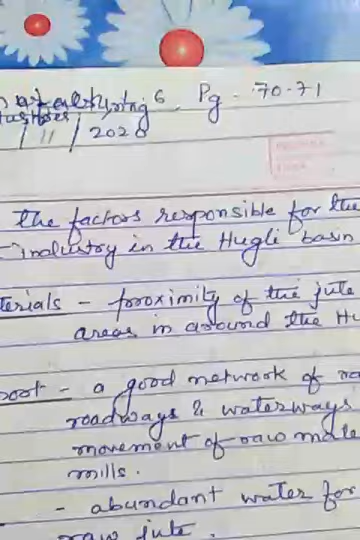 6 Pg - 70-71
/ 11 / 2020
the factors responsible for the
industry in the Hugli basin
terials - proximity of the jute
areas in around the Hu
port - a good network of ra
roadways & waterways
movement of raw mate
mills.
- abundant water for
raw jute.